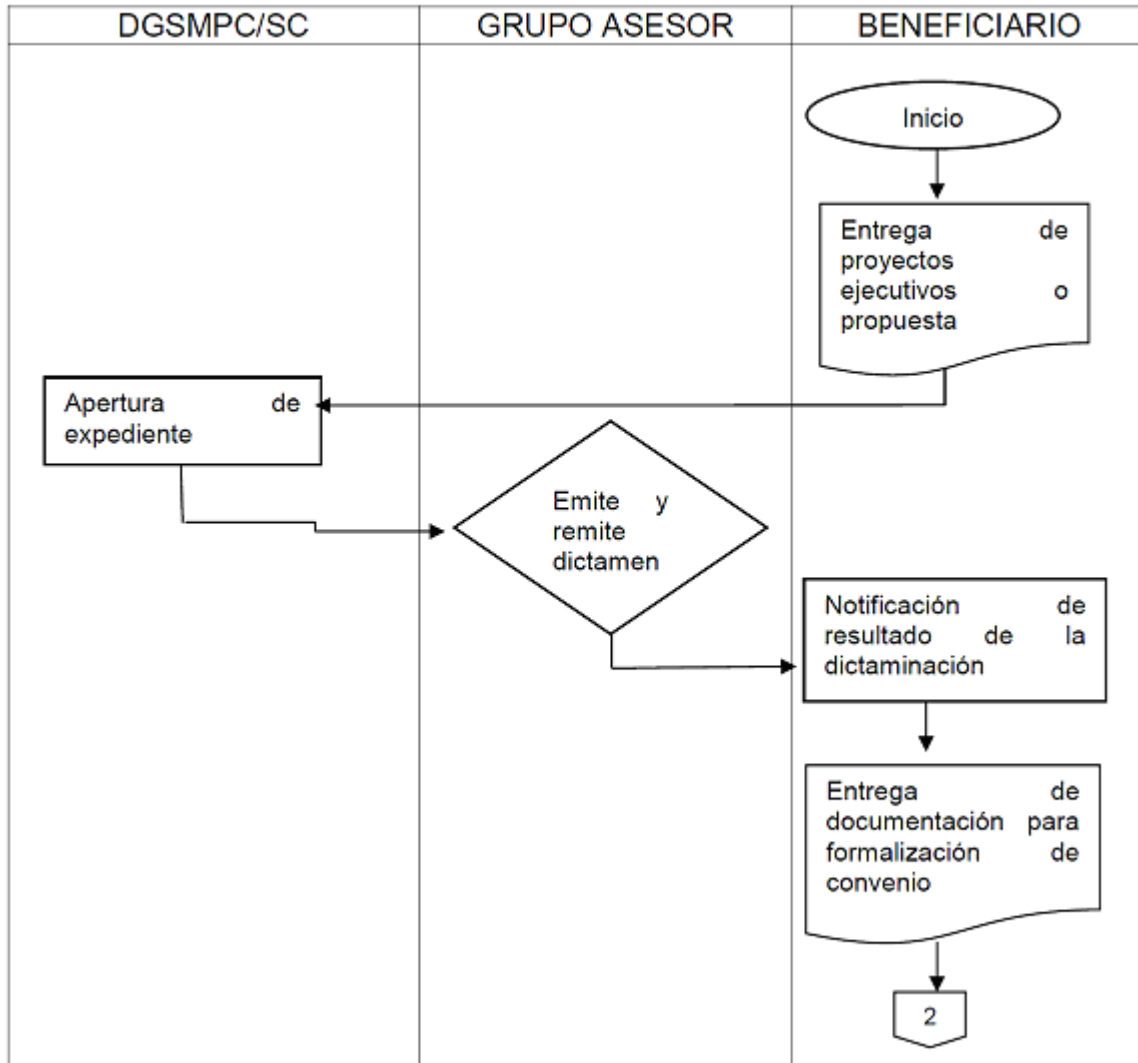 DGSMPC/SC
GRUPO ASESOR
BENEFICIARIO
Inicio
Entrega de
proyectos
ejecutivos o
propuesta
Apertura de
expediente
Emite y
remite
dictamen
Notificación de
resultado de la
dictaminación
Entrega de
documentación para
formalización de
convenio
2